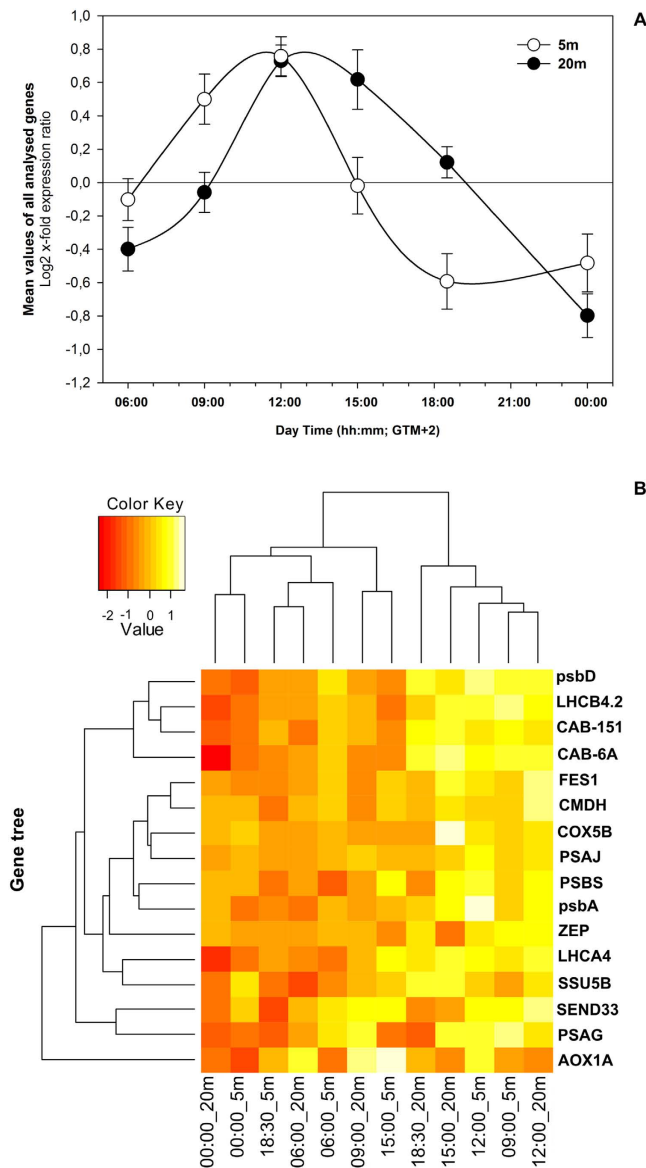 A
5m
20m
1,0
0,8
0,6
0,4
0,2
0,0
-0,2
-0,4
-0,6
-0,8
-1,0
-1,2
Mean values of all analysed genes
Log2 x-fold expression ratio
06:00 09:00 12:00 15:00 18:00 21:00 00:00
Day Time (hh:mm; GTM+2)
B
Color Key
-2 -1 0 1
Value
Gene tree
psbD
LHCB4.2
CAB-151
CAB-6A
FES1
CMDH
COX5B
PSAJ
PSBS
psbA
ZEP
LHCA4
SSU5B
SEND33
PSAG
AOX1A
00:00_20m
00:00_5m
18:30_5m
06:00_20m
06:00_5m
09:00_20m
15:00_5m
18:30_20m
15:00_20m
12:00_5m
09:00_5m
12:00_20m